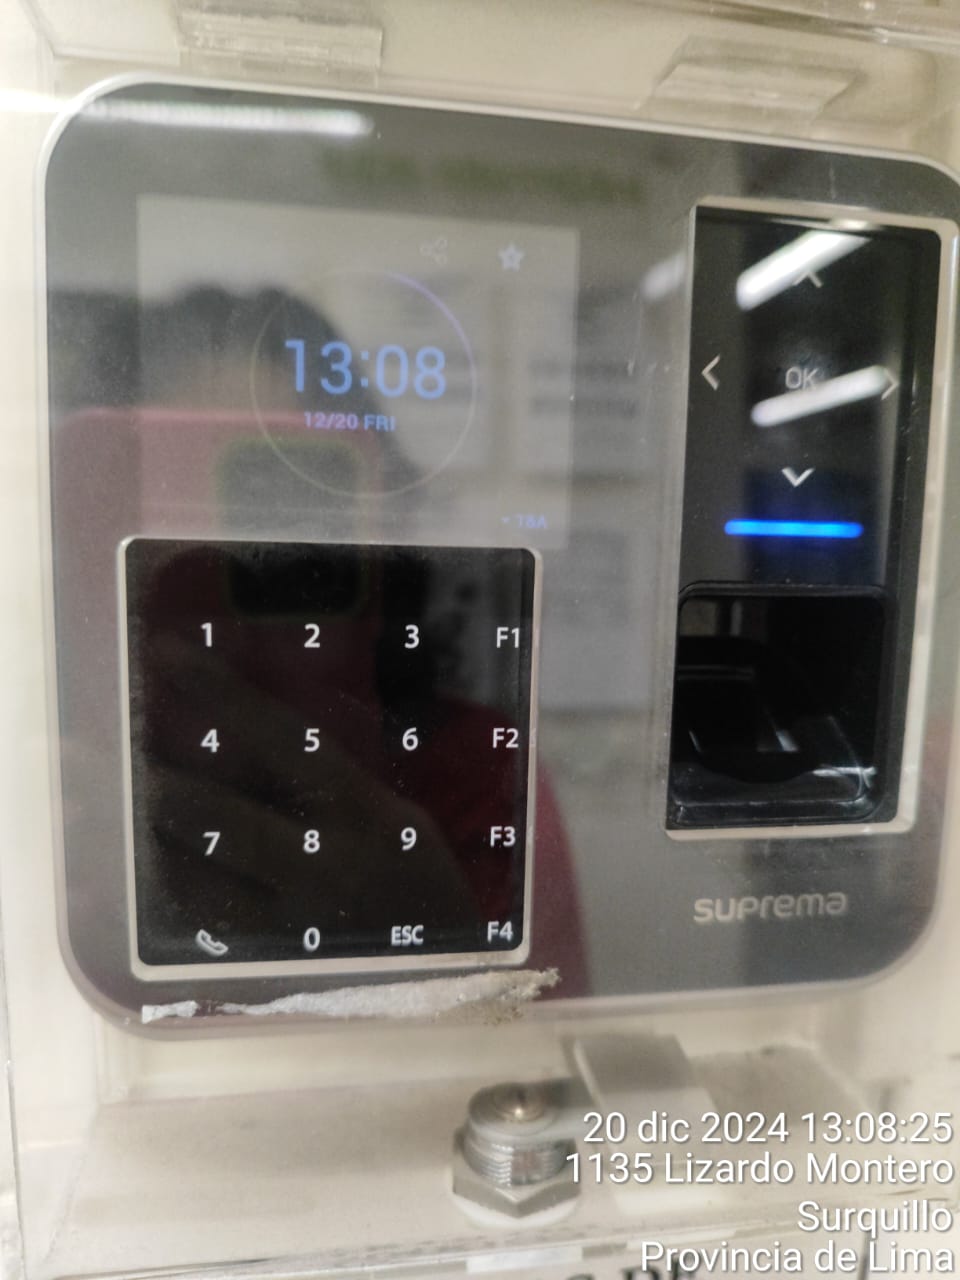 13:08
12/20 FRI
T&A
OK
1 2 3 F1
4 5 6 F2
7 8 9 F3
0 ESC F4
suprema
20 dic 2024 13:08:25
1135 Lizardo Montero
Surquillo
Provincia de Lima